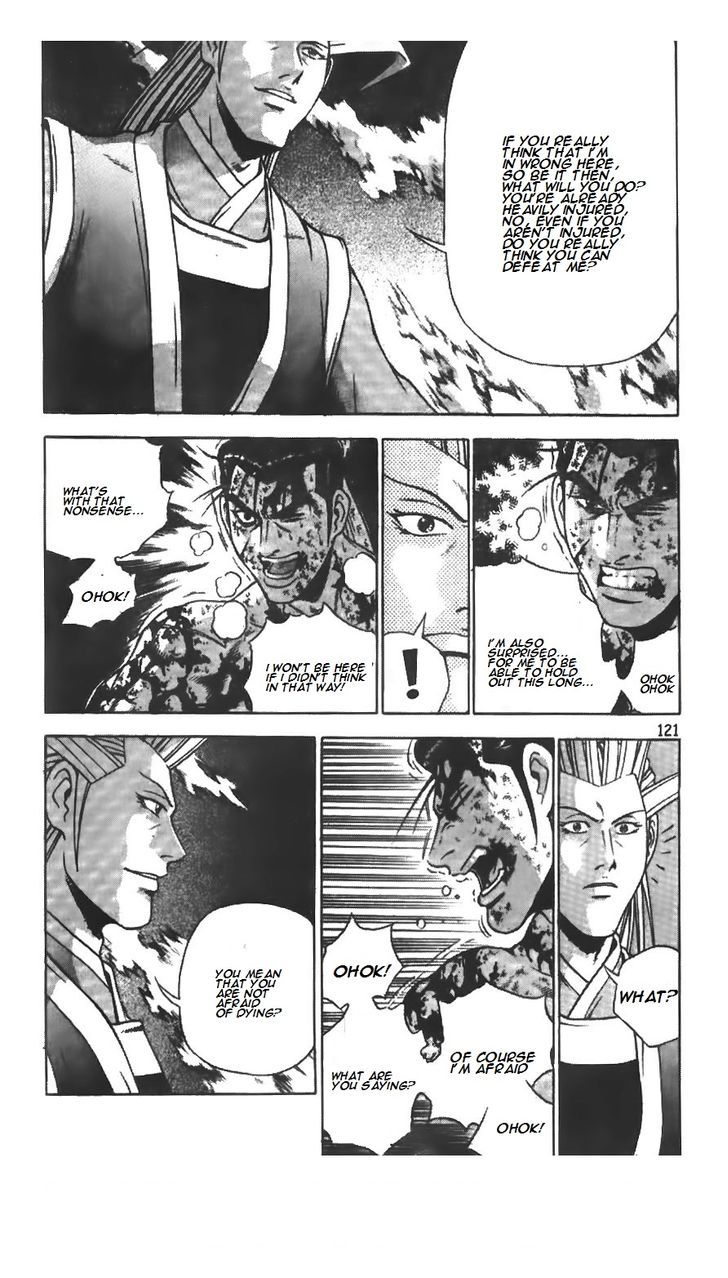 IF YOU REALLY
THINK THAT I'M
IN WRONG HERE,
SO BE IT THEN,
WHAT WILL YOU DO?
YOU'RE ALREADY
HEAVILY INJURED,
NO, EVEN IF YOU
AREN'T INJURED,
DO YOU REALLY
THINK YOU CAN
DEFEAT ME?
WHAT'S
WITH THAT
NONSENSE...
OHOK!
I WON'T BE HERE
IF I DIDN'T THINK
IN THAT WAY!
!
I'M ALSO
SURPRISED...
FOR ME TO BE
ABLE TO HOLD
OUT THIS LONG...
OHOK
OHOK
121
YOU MEAN
THAT YOU
ARE NOT
AFRAID
OF DYING?
OHOK!
WHAT ARE
YOU SAYING?
OF COURSE
I'M AFRAID
OHOK!
WHAT?